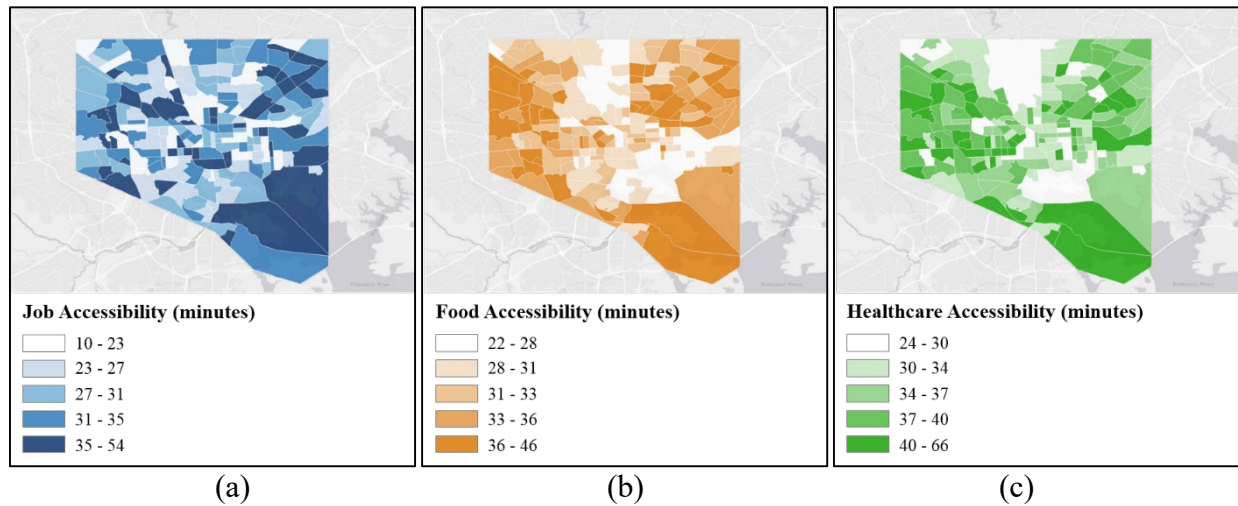 Job Accessibility (minutes)
10 - 23
23 - 27
27 - 31
31 - 35
35 - 54
(a)
Food Accessibility (minutes)
22 - 28
28 - 31
31 - 33
33 - 36
36 - 46
(b)
Healthcare Accessibility (minutes)
24 - 30
30 - 34
34 - 37
37 - 40
40 - 66
(c)